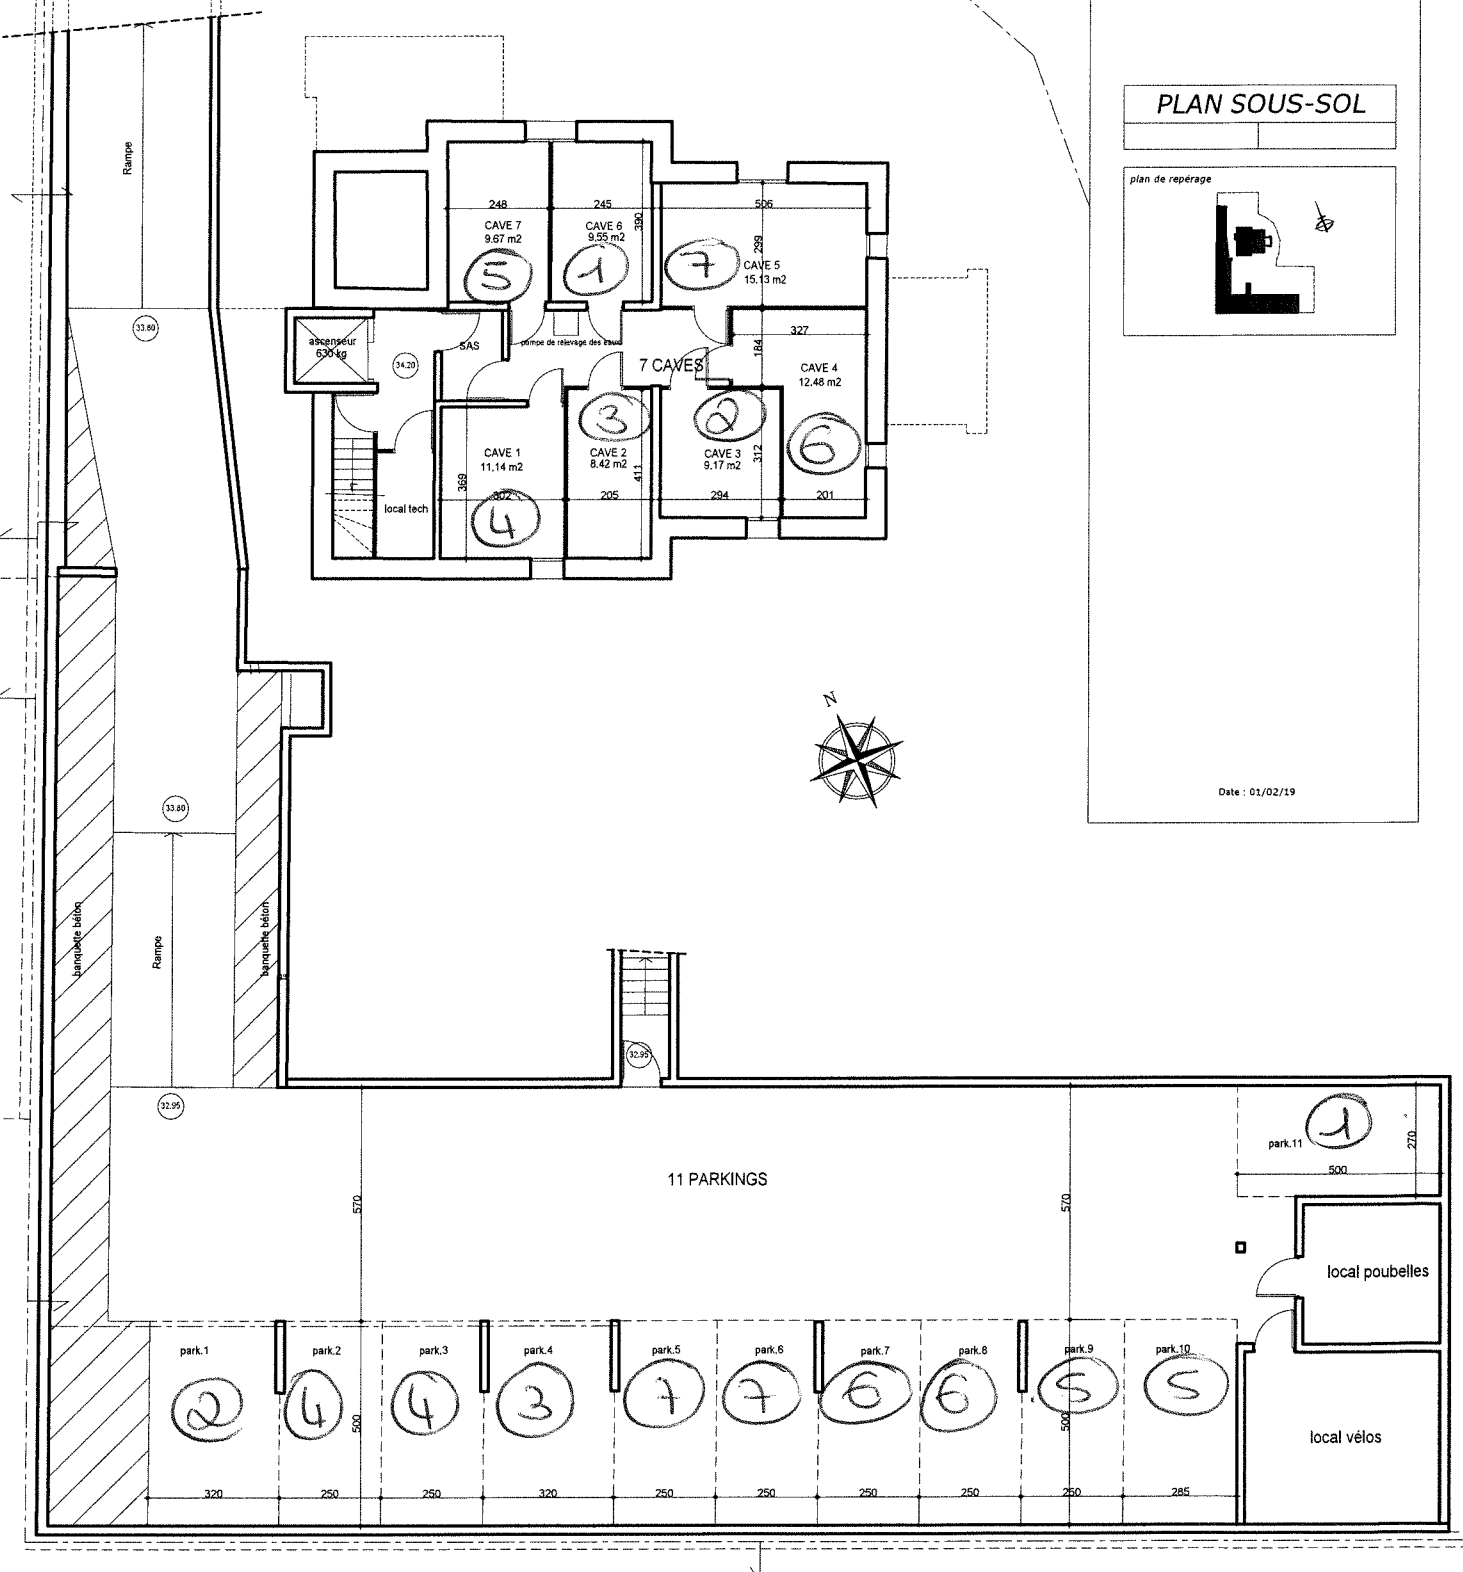 PLAN SOUS-SOL
plan de repérage
Date : 01/02/19
Rampe
33.60
248
245
506
390
299
CAVE 7
9.67 m2
5
CAVE 6
9.55 m2
1
7
CAVE 5
15.13 m2
ascenseur
630 kg
34.20
SAS
pompe de relevage des eaux
7 CAVES
327
184
CAVE 4
12.48 m2
6
CAVE 1
11.14 m2
3
CAVE 2
8.42 m2
2
CAVE 3
9.17 m2
312
369
411
302
205
294
201
4
local tech
N
33.80
banquette béton
Rampe
banquette béton
32.95
32.95
11 PARKINGS
570
570
park.11
1
270
500
local poubelles
park.1
park.2
park.3
park.4
park.5
park.6
park.7
park.8
park.9
park.10
2
4
4
3
7
7
6
6
5
5
500
500
local vélos
320
250
250
320
250
250
250
250
250
285